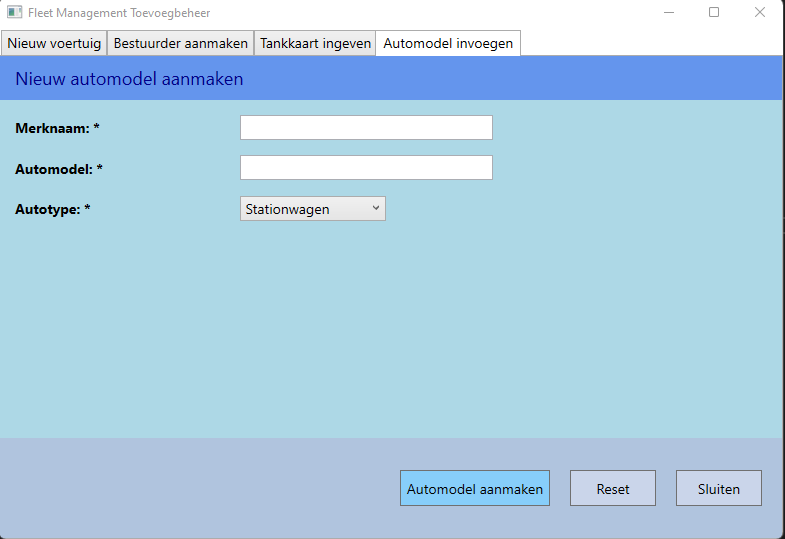 Fleet Management Toevoegbeheer
Nieuw voertuig Bestuurder aanmaken Tankkaart ingeven Automodel invoegen
Nieuw automodel aanmaken
Merknaam: *
Automodel: *
Autotype: * Stationwagen
Automodel aanmaken Reset Sluiten